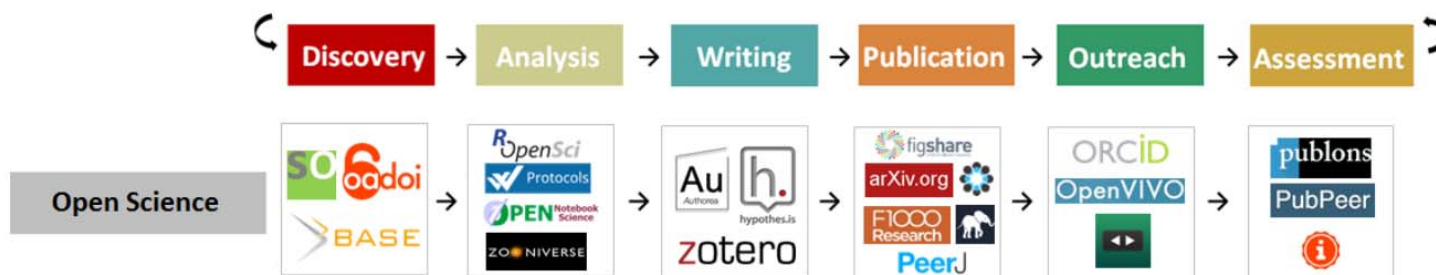 Discovery → Analysis → Writing → Publication → Outreach → Assessment
Open Science
SO
oadoi
BASE
ROpenSci
Protocols
OPEN Notebook Science
ZOONIVERSE
Au
Authorea
h.
hypothes.is
zotero
figshare
arXiv.org
F1000
Research
PeerJ
ORCiD
OpenVIVO
publons
PubPeer
i